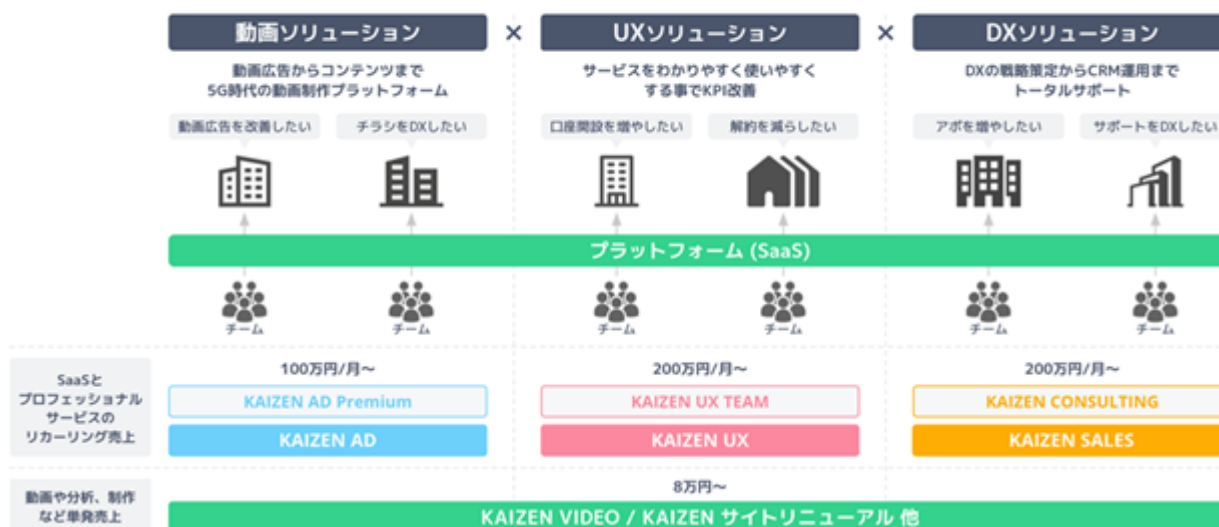 動画ソリューション × UXソリューション × DXソリューション
動画広告からコンテンツまで
5G時代の動画制作プラットフォーム
サービスをわかりやすく使いやすく
する事でKPI改善
DXの戦略策定からCRM運用まで
トータルサポート
動画広告を改善したい チラシをDXしたい 口座開設を増やしたい 解約を減らしたい アポを増やしたい サポートをDXしたい
プラットフォーム (SaaS)
チーム チーム チーム チーム チーム チーム
SaaSと
プロフェッショナル
サービスの
リカーリング売上
100万円/月～ 200万円/月～ 200万円/月～
KAIZEN AD Premium KAIZEN UX TEAM KAIZEN CONSULTING
KAIZEN AD KAIZEN UX KAIZEN SALES
動画や分析、制作
など単発売上
8万円～
KAIZEN VIDEO / KAIZEN サイトリニューアル 他